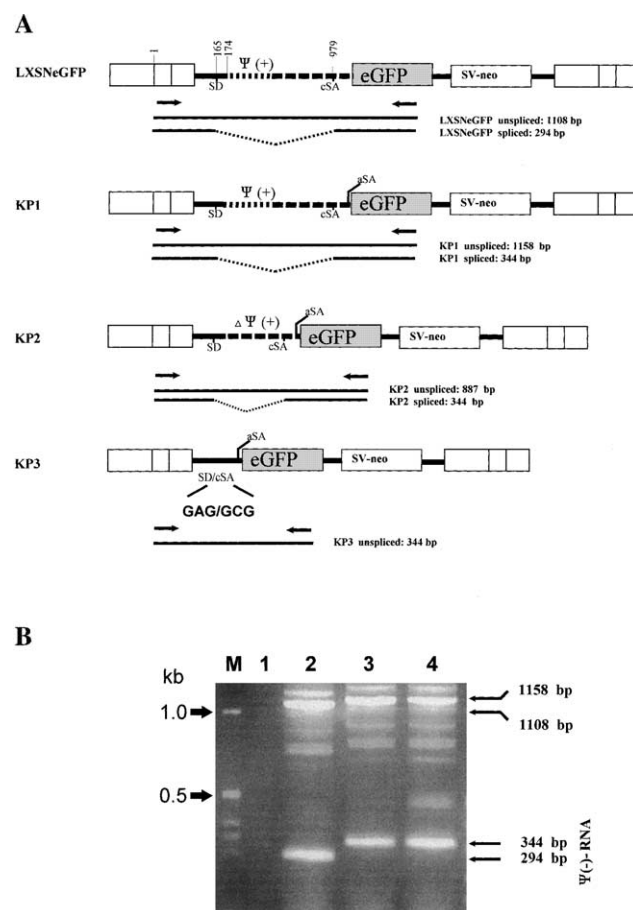 A
1
165
174
979
Ψ (+)
LXSNeGFP
SD
cSA
eGFP
SV-neo
LXSNeGFP unspliced: 1108 bp
LXSNeGFP spliced: 294 bp
aSA
Ψ (+)
KP1
SD
cSA
eGFP
SV-neo
KP1 unspliced: 1158 bp
KP1 spliced: 344 bp
aSA
Δ Ψ (+)
KP2
SD
cSA
eGFP
SV-neo
KP2 unspliced: 887 bp
KP2 spliced: 344 bp
aSA
KP3
eGFP
SV-neo
SD/cSA
GAG/GCG
KP3 unspliced: 344 bp
B
M 1 2 3 4
kb
1.0
0.5
1158 bp
1108 bp
344 bp
294 bp
Ψ(-)-RNA